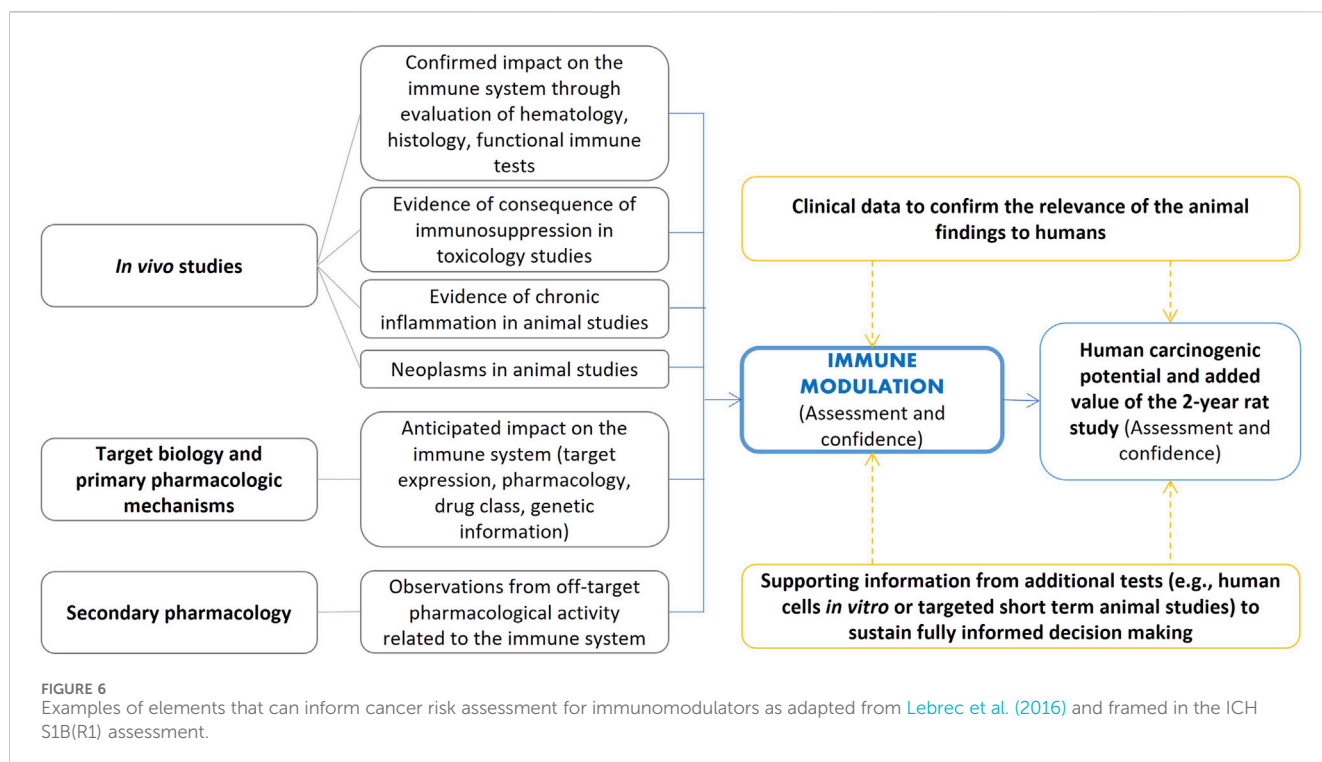 Confirmed impact on the
immune system through
evaluation of hematology,
histology, functional immune
tests
Evidence of consequence of
immunosuppression in
toxicology studies
In vivo studies
Evidence of chronic
inflammation in animal studies
Neoplasms in animal studies
Target biology and
primary pharmacologic
mechanisms
Anticipated impact on the
immune system (target
expression, pharmacology,
drug class, genetic
information)
Secondary pharmacology
Observations from off-target
pharmacological activity
related to the immune system
Clinical data to confirm the relevance of the animal
findings to humans
IMMUNE
MODULATION
(Assessment and
confidence)
Human carcinogenic
potential and added
value of the 2-year rat
study (Assessment and
confidence)
Supporting information from additional tests (e.g., human
cells in vitro or targeted short term animal studies) to
sustain fully informed decision making
FIGURE 6
Examples of elements that can inform cancer risk assessment for immunomodulators as adapted from Lebrec et al. (2016) and framed in the ICH
S1B(R1) assessment.